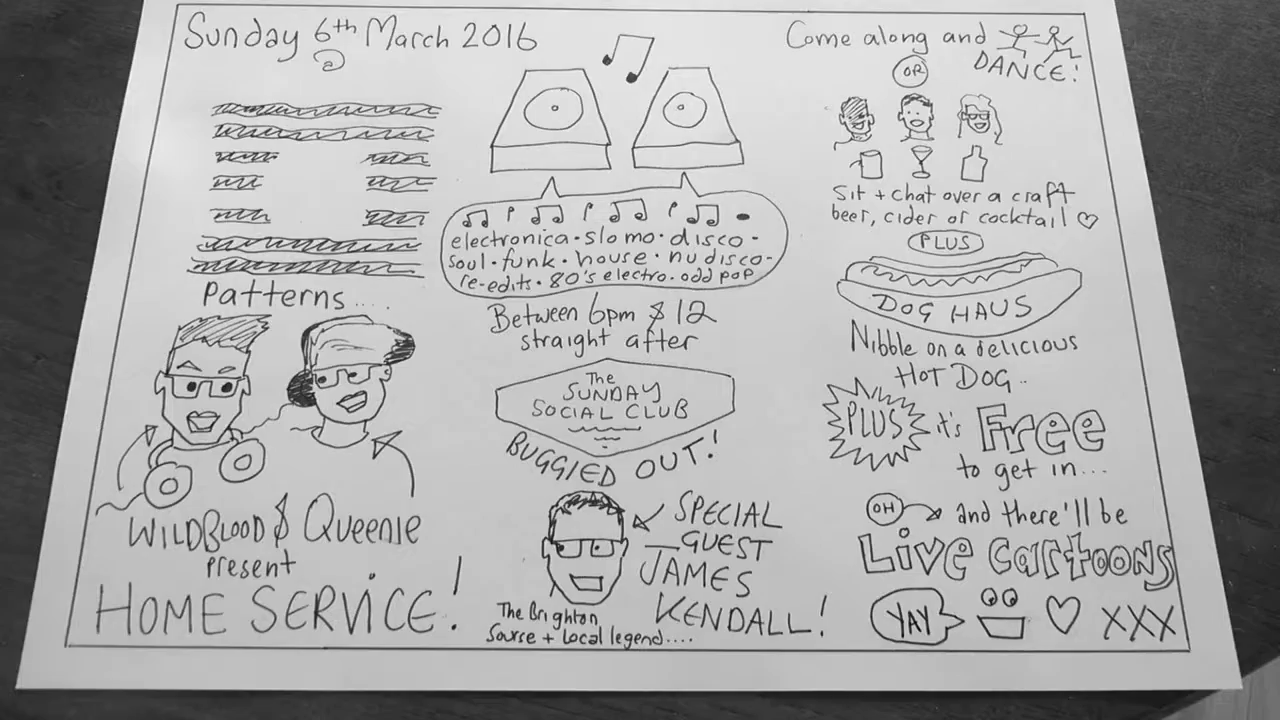 Sunday 6th March 2016
@
Patterns....
WILDBLOOD & Queenie
present
HOME SERVICE!
electronica · slo mo · disco ·
soul · funk · house · nu disco ·
re-edits · 80's electro · odd pop
Between 6pm & 12
straight after
The
SUNDAY
SOCIAL CLUB
BUGGIED OUT!
SPECIAL
GUEST
JAMES
KENDALL!
The Brighton
Sourse + Local legend....
Come along and
DANCE!
OR
Sit + chat over a craft
beer, cider or cocktail ♡
PLUS
DOG HAUS
Nibble on a delicious
HOT DOG..
PLUS it's Free
to get in...
OH and there'll be
Live Cartoons
YAY ♡ XXX